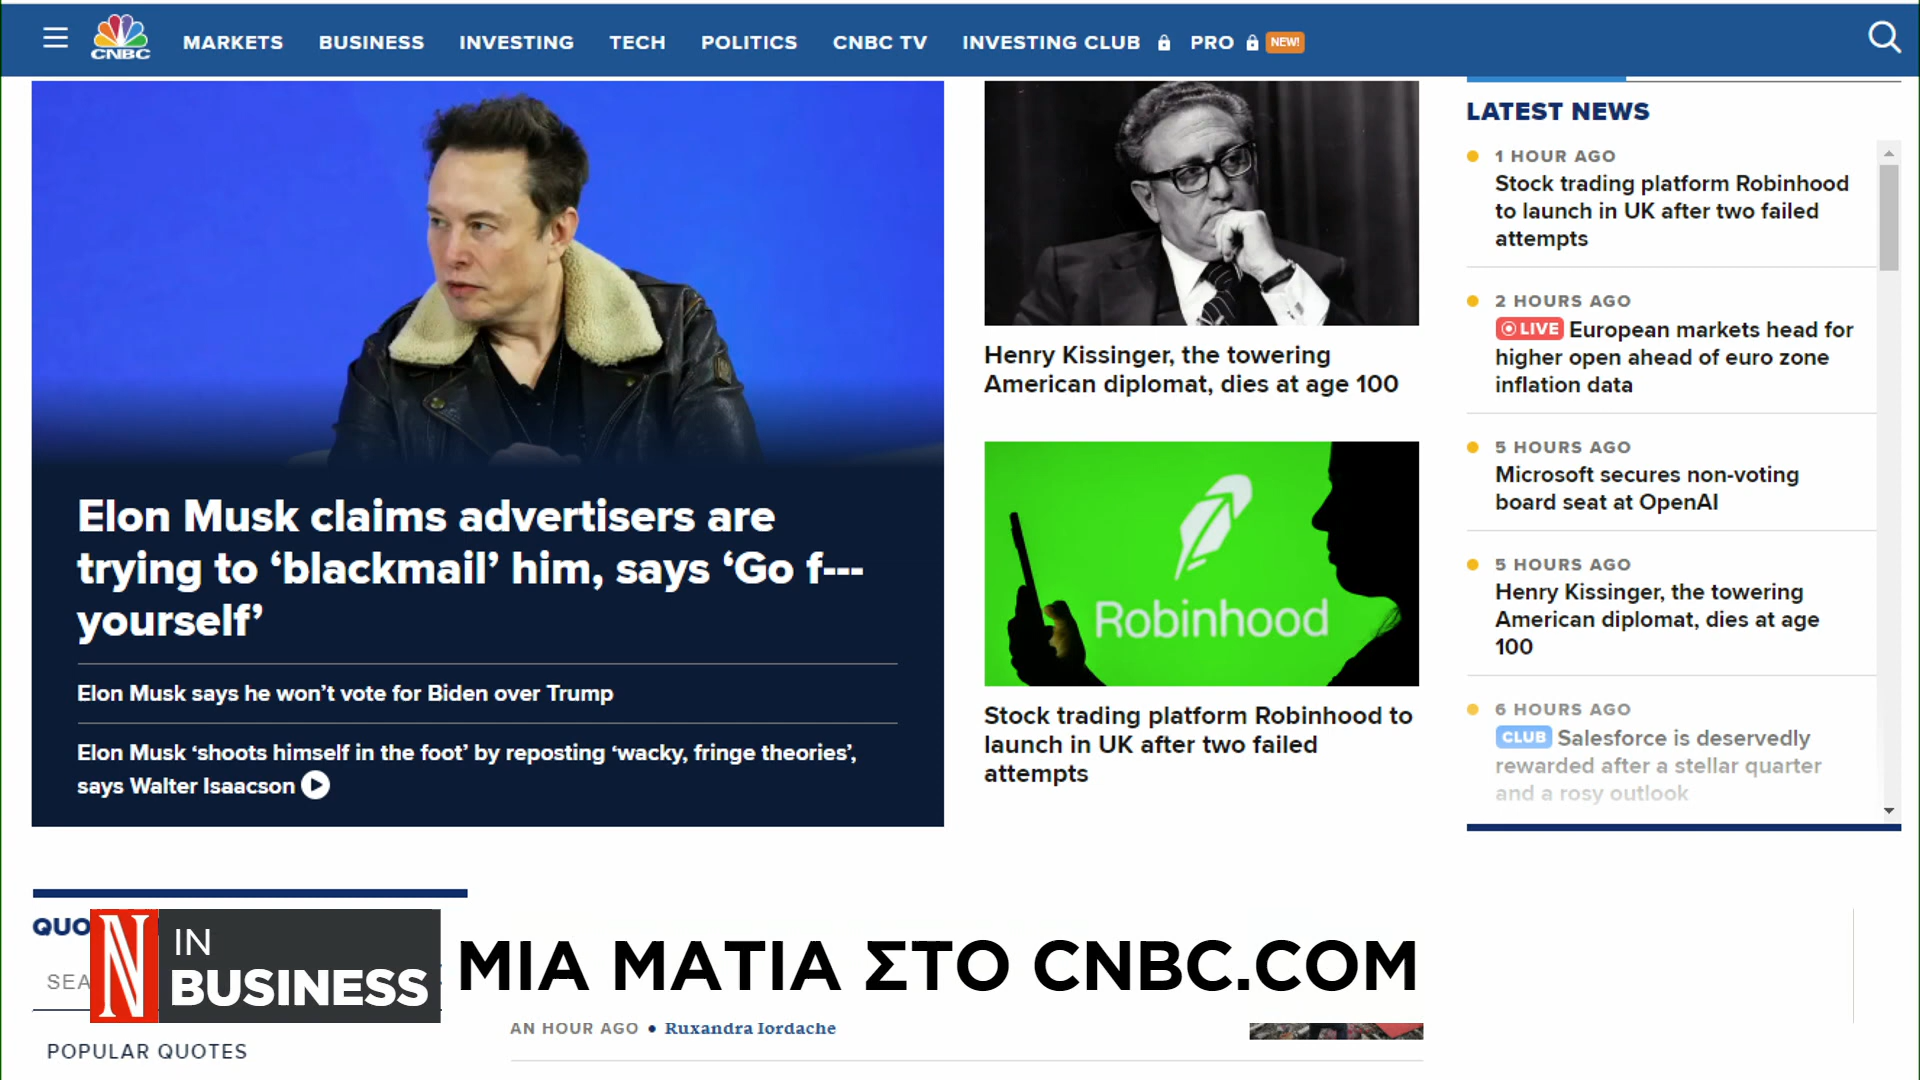 CNBC
MARKETS
BUSINESS
INVESTING
TECH
POLITICS
CNBC TV
INVESTING CLUB
PRO
NEW!
Elon Musk claims advertisers are
trying to ‘blackmail’ him, says ‘Go f---
yourself’
Elon Musk says he won’t vote for Biden over Trump
Elon Musk ‘shoots himself in the foot’ by reposting ‘wacky, fringe theories’,
says Walter Isaacson
Henry Kissinger, the towering
American diplomat, dies at age 100
Robinhood
Stock trading platform Robinhood to
launch in UK after two failed
attempts
LATEST NEWS
1 HOUR AGO
Stock trading platform Robinhood
to launch in UK after two failed
attempts
2 HOURS AGO
LIVE European markets head for
higher open ahead of euro zone
inflation data
5 HOURS AGO
Microsoft secures non-voting
board seat at OpenAI
5 HOURS AGO
Henry Kissinger, the towering
American diplomat, dies at age
100
6 HOURS AGO
CLUB Salesforce is deservedly
rewarded after a stellar quarter
and a rosy outlook
QUO
SEA
N IN
BUSINESS
ΜΙΑ ΜΑΤΙΑ ΣΤΟ CNBC.COM
AN HOUR AGO • Ruxandra Iordache
POPULAR QUOTES